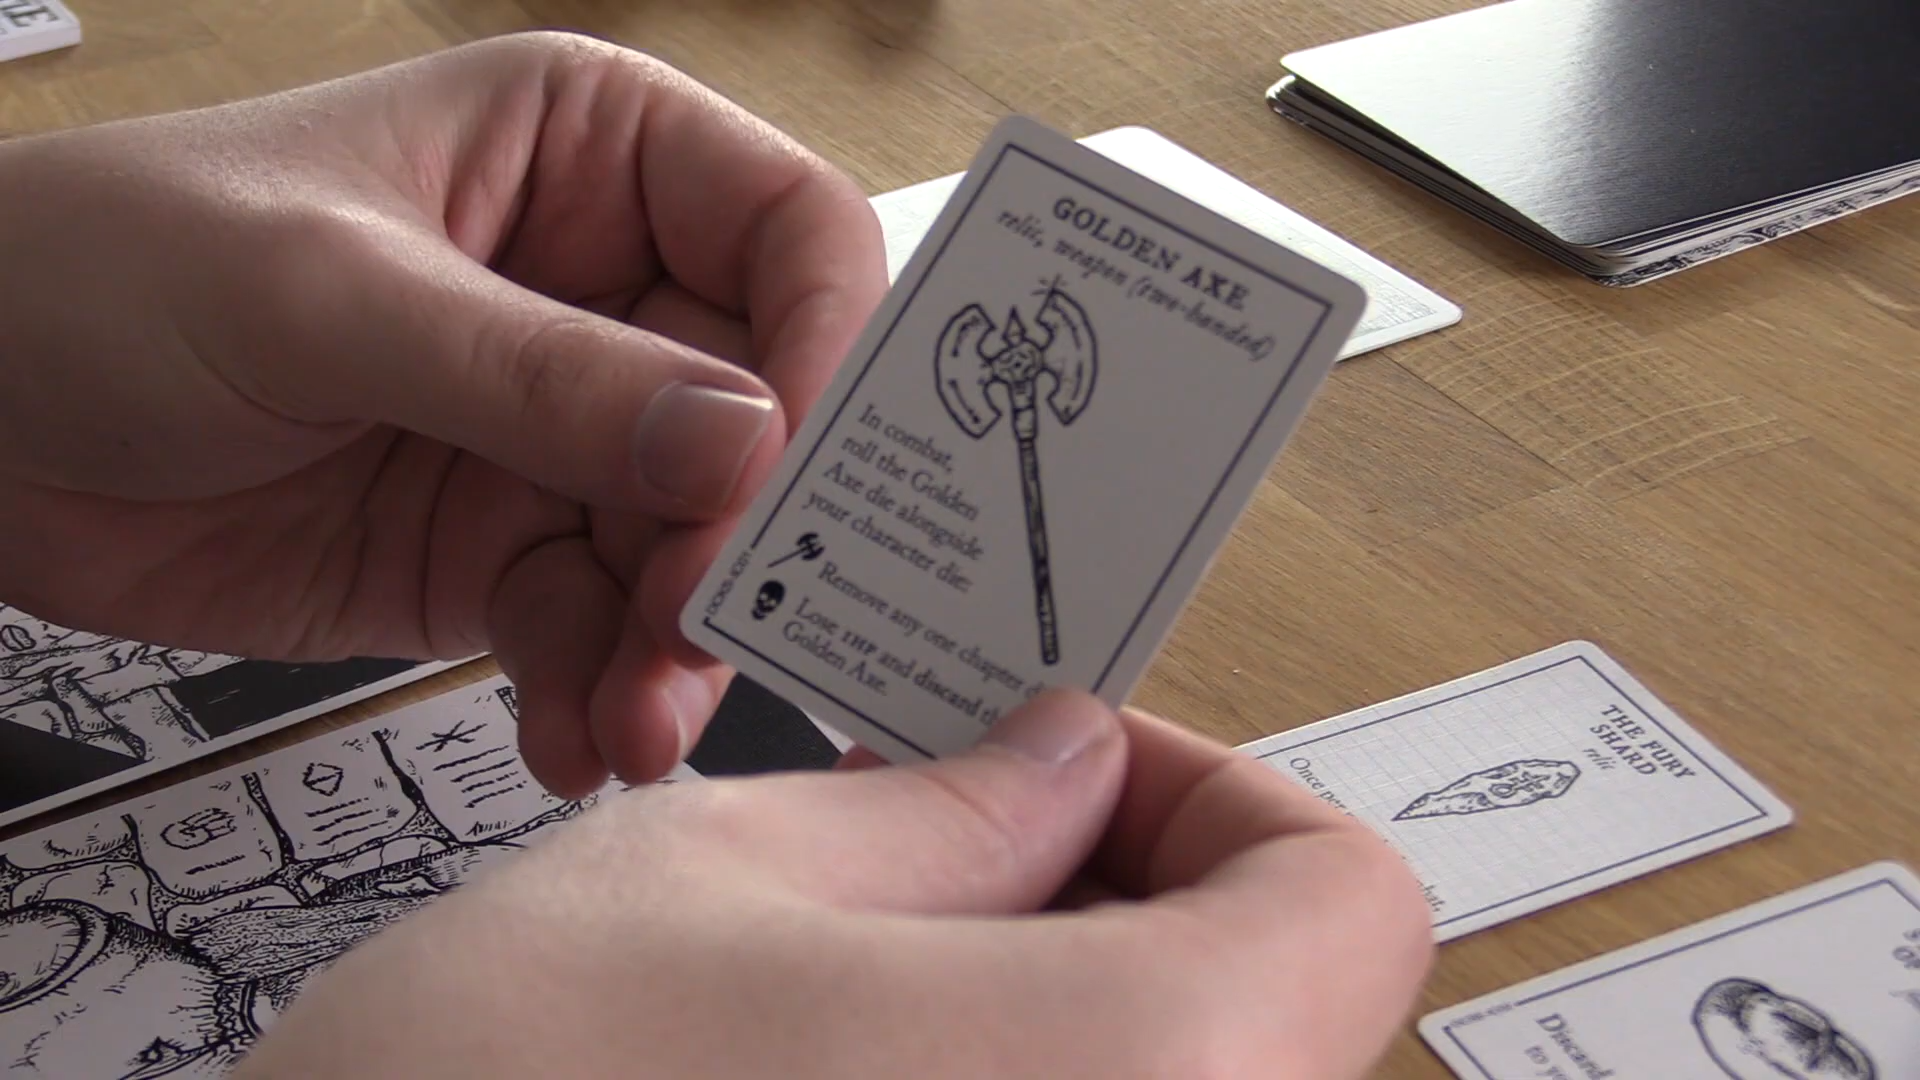 GOLDEN AXE
relic, weapon (two-handed)
In combat,
roll the Golden
Axe die alongside
your character die:
Remove any one chapter
Lose 1HP and discard
Golden Axe.
THE FURY
SHARD
relic
Once per
Discard